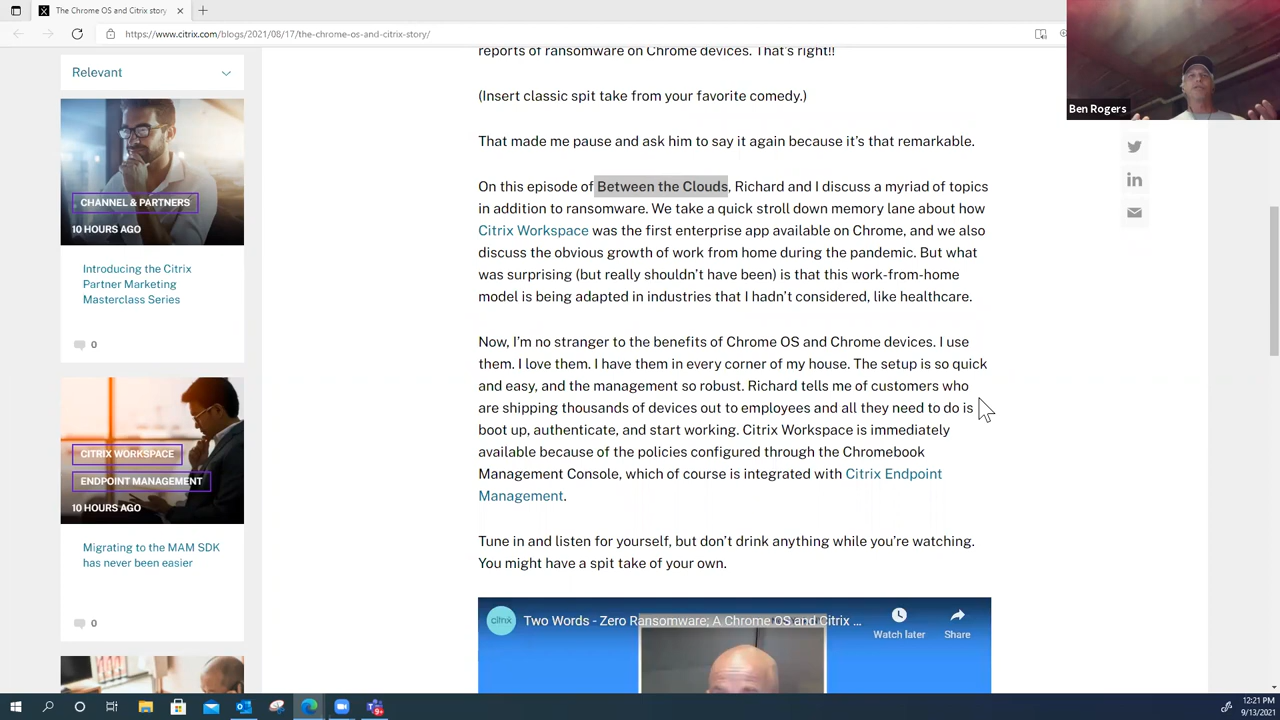 The Chrome OS and Citrix story
https://www.citrix.com/blogs/2021/08/17/the-chrome-os-and-citrix-story/
Ben Rogers
Relevant
CHANNEL & PARTNERS
10 HOURS AGO
Introducing the Citrix
Partner Marketing
Masterclass Series
0
CITRIX WORKSPACE
ENDPOINT MANAGEMENT
10 HOURS AGO
Migrating to the MAM SDK
has never been easier
0
reports of ransomware on Chrome devices. That's right!!
(Insert classic spit take from your favorite comedy.)
That made me pause and ask him to say it again because it's that remarkable.
On this episode of Between the Clouds, Richard and I discuss a myriad of topics
in addition to ransomware. We take a quick stroll down memory lane about how
Citrix Workspace was the first enterprise app available on Chrome, and we also
discuss the obvious growth of work from home during the pandemic. But what
was surprising (but really shouldn't have been) is that this work-from-home
model is being adapted in industries that I hadn't considered, like healthcare.
Now, I'm no stranger to the benefits of Chrome OS and Chrome devices. I use
them. I love them. I have them in every corner of my house. The setup is so quick
and easy, and the management so robust. Richard tells me of customers who
are shipping thousands of devices out to employees and all they need to do is
boot up, authenticate, and start working. Citrix Workspace is immediately
available because of the policies configured through the Chromebook
Management Console, which of course is integrated with Citrix Endpoint
Management.
Tune in and listen for yourself, but don't drink anything while you're watching.
You might have a spit take of your own.
citrix
Two Words - Zero Ransomware; A Chrome OS and Citrix ...
Watch later
Share
12:21 PM
9/13/2021